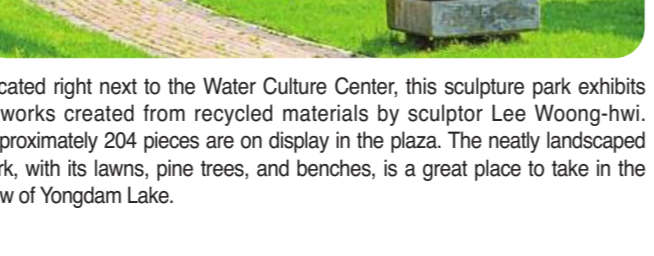 cated right next to the Water Culture Center, this sculpture park exhibits
works created from recycled materials by sculptor Lee Woong-hwi.
proximately 204 pieces are on display in the plaza. The neatly landscaped
rk, with its lawns, pine trees, and benches, is a great place to take in the
w of Yongdam Lake.